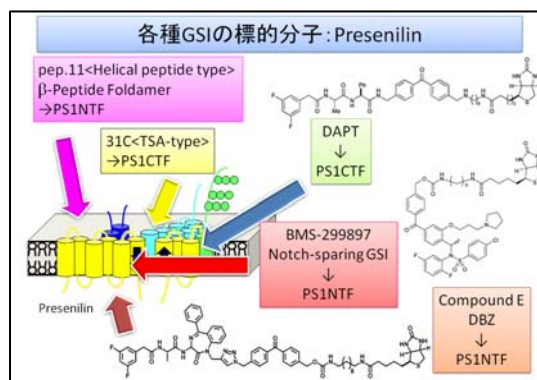 各種GSIの標的分子：Presenilin
pep.11<Helical peptide type>
β-Peptide Foldamer
→PS1NTF
31C<TSA-type>
→PS1CTF
DAPT
↓
PS1CTF
BMS-299897
Notch-sparing GSI
↓
PS1NTF
Compound E
DBZ
↓
PS1NTF
Presenilin